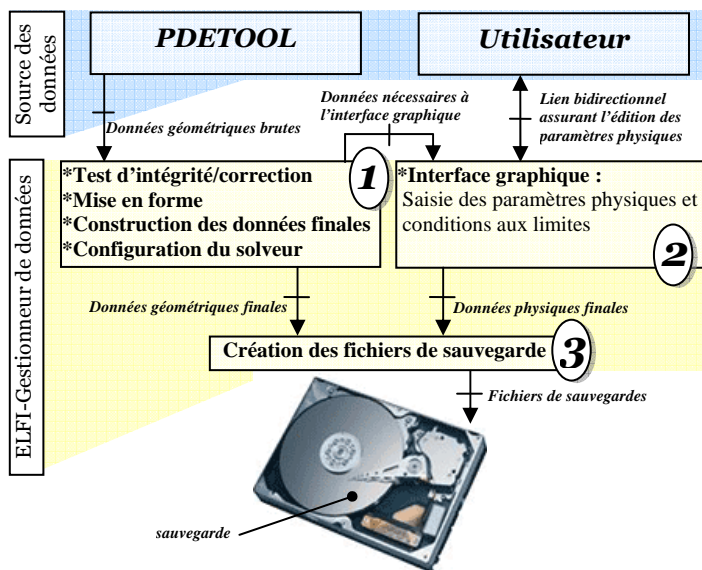 Source des
données
PDETOOL
Utilisateur
Données géométriques brutes
Données nécessaires à
l'interface graphique
Lien bidirectionnel
assurant l'édition des
paramètres physiques
ELFI-Gestionneur de données
*Test d'intégrité/correction
*Mise en forme
*Construction des données finales
*Configuration du solveur
1
*Interface graphique :
Saisie des paramètres physiques et
conditions aux limites
2
Données géométriques finales
Données physiques finales
Création des fichiers de sauvegarde
3
Fichiers de sauvegardes
sauvegarde